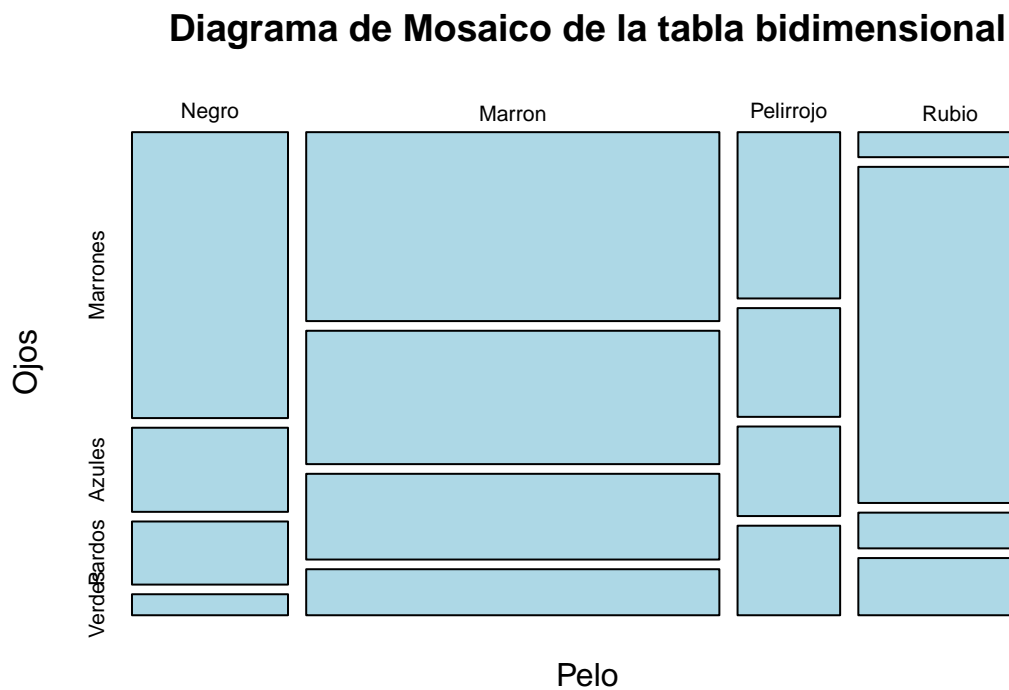 Diagrama de Mosaico de la tabla bidimensional
Negro
Marron
Pelirrojo
Rubio
Marrones
Azules
Pardos
Verdes
Ojos
Pelo